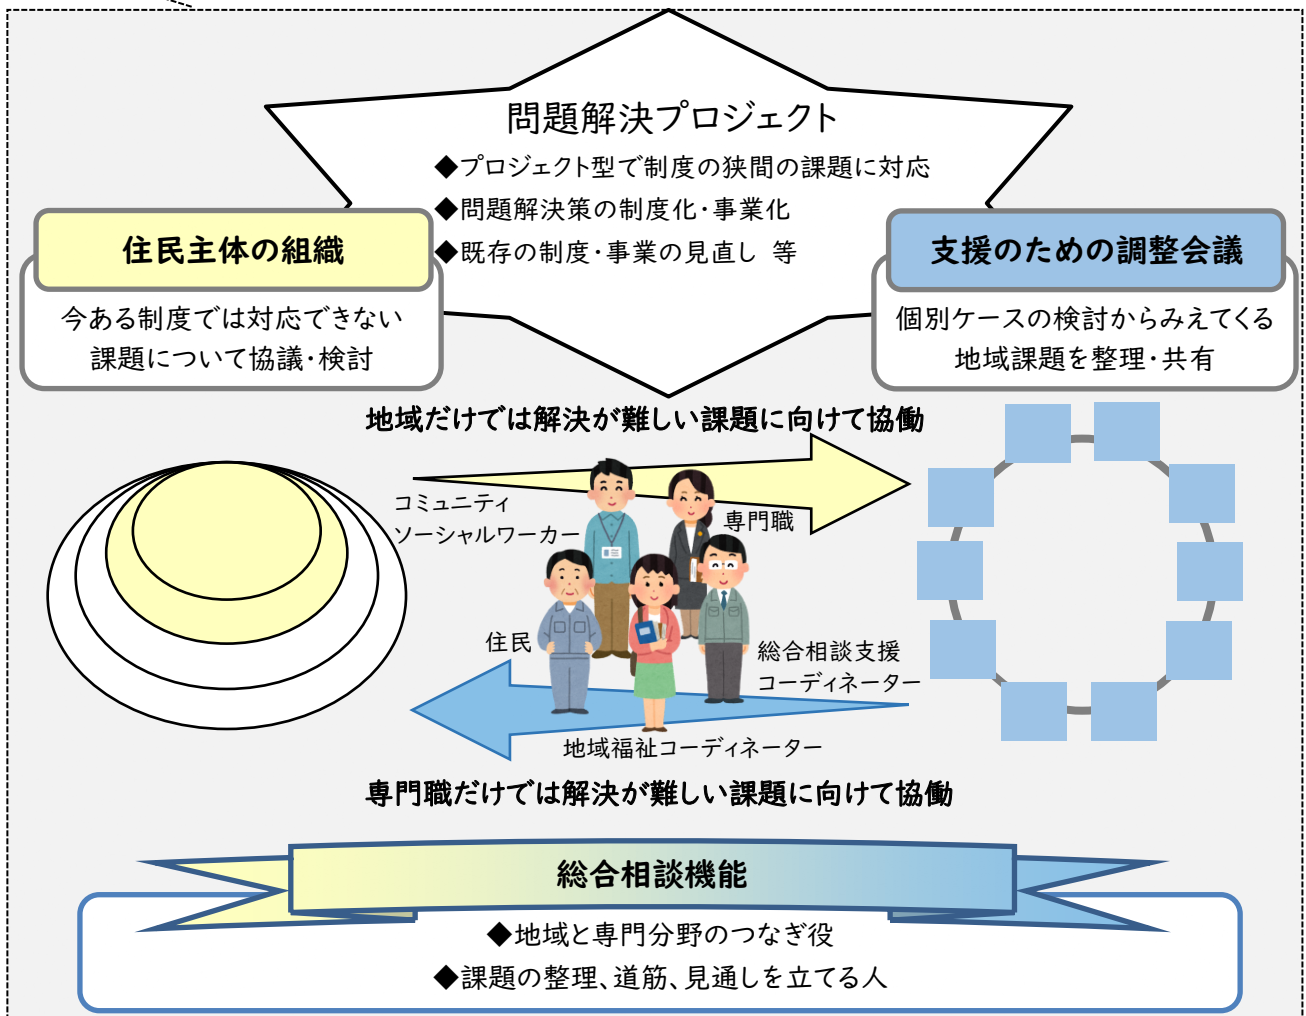 問題解決プロジェクト
◆プロジェクト型で制度の狭間の課題に対応
◆問題解決策の制度化・事業化
◆既存の制度・事業の見直し 等
住民主体の組織
今ある制度では対応できない
課題について協議・検討
支援のための調整会議
個別ケースの検討からみえてくる
地域課題を整理・共有
地域だけでは解決が難しい課題に向けて協働
コミュニティ
ソーシャルワーカー
専門職
住民
総合相談支援
コーディネーター
地域福祉コーディネーター
専門職だけでは解決が難しい課題に向けて協働
総合相談機能
◆地域と専門分野のつなぎ役
◆課題の整理、道筋、見通しを立てる人